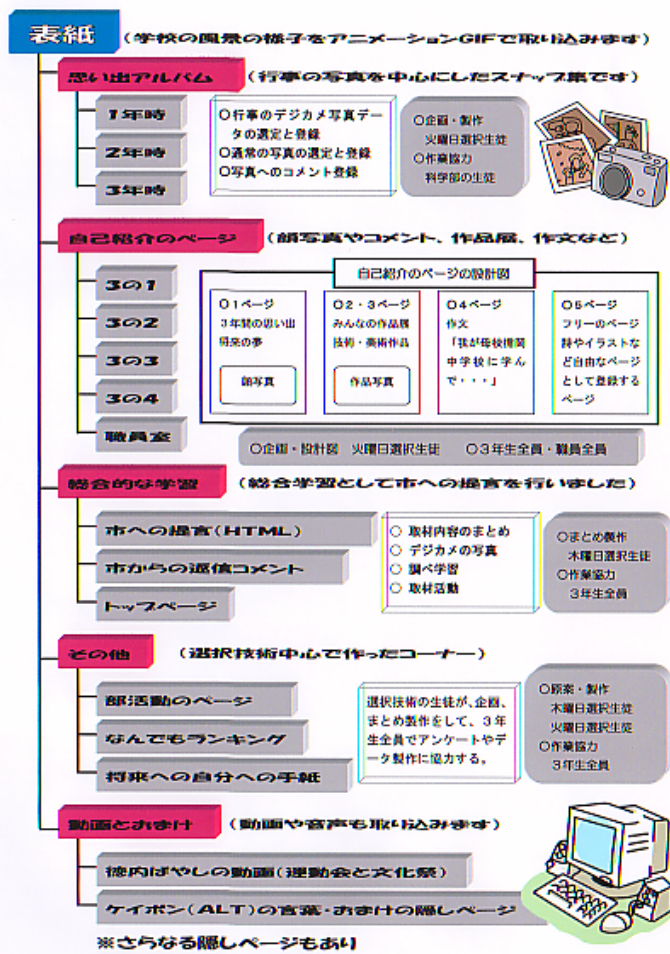 表紙 (学校の風景の様子をアニメーションGIFで取り込みます)
思い出アルバム (行事の写真を中心にしたスナップ集です)
1年時
2年時
3年時
○行事のデジカメ写真デー
タの選定と登録
○通常の写真の選定と登録
○写真へのコメント登録
○企画・製作
火曜日選択生徒
○作業協力
科学部の生徒
自己紹介のページ (顔写真やコメント、作品展、作文など)
3の1
3の2
3の3
3の4
職員室
自己紹介のページの設計図
○1ページ
3年間の思い出
将来の夢
顔写真
○2・3ページ
みんなの作品展
技術・美術作品
作品写真
○4ページ
作文
「我が母校楯岡
中学校に学ん
で・・・」
○5ページ
フリーのページ
詩やイラストな
ど自由なページ
として登録する
ページ
○企画・設計図 火曜日選択生徒 ○3年生全員・職員全員
総合的な学習 (総合学習として市への提言を行いました)
市への提言(HTML)
市からの返信コメント
トップページ
○ 取材内容のまとめ
○ デジカメの写真
○ 調べ学習
○ 取材活動
○まとめ製作
木曜日選択生徒
○作業協力
3年生全員
その他 (選択技術中心で作ったコーナー)
部活動のページ
なんでもランキング
将来への自分への手紙
選択技術の生徒が、企画、
まとめ製作をして、3年
生全員でアンケートやデ
ータ製作に協力する。
○原案・製作
木曜日選択生徒
火曜日選択生徒
○作業協力
3年生全員
動画とおまけ (動画や音声も取り込みます)
徳内ばやしの動画(運動会と文化祭)
ケイポン(ALT)の言葉・おまけの隠しページ
※さらなる隠しページもあり